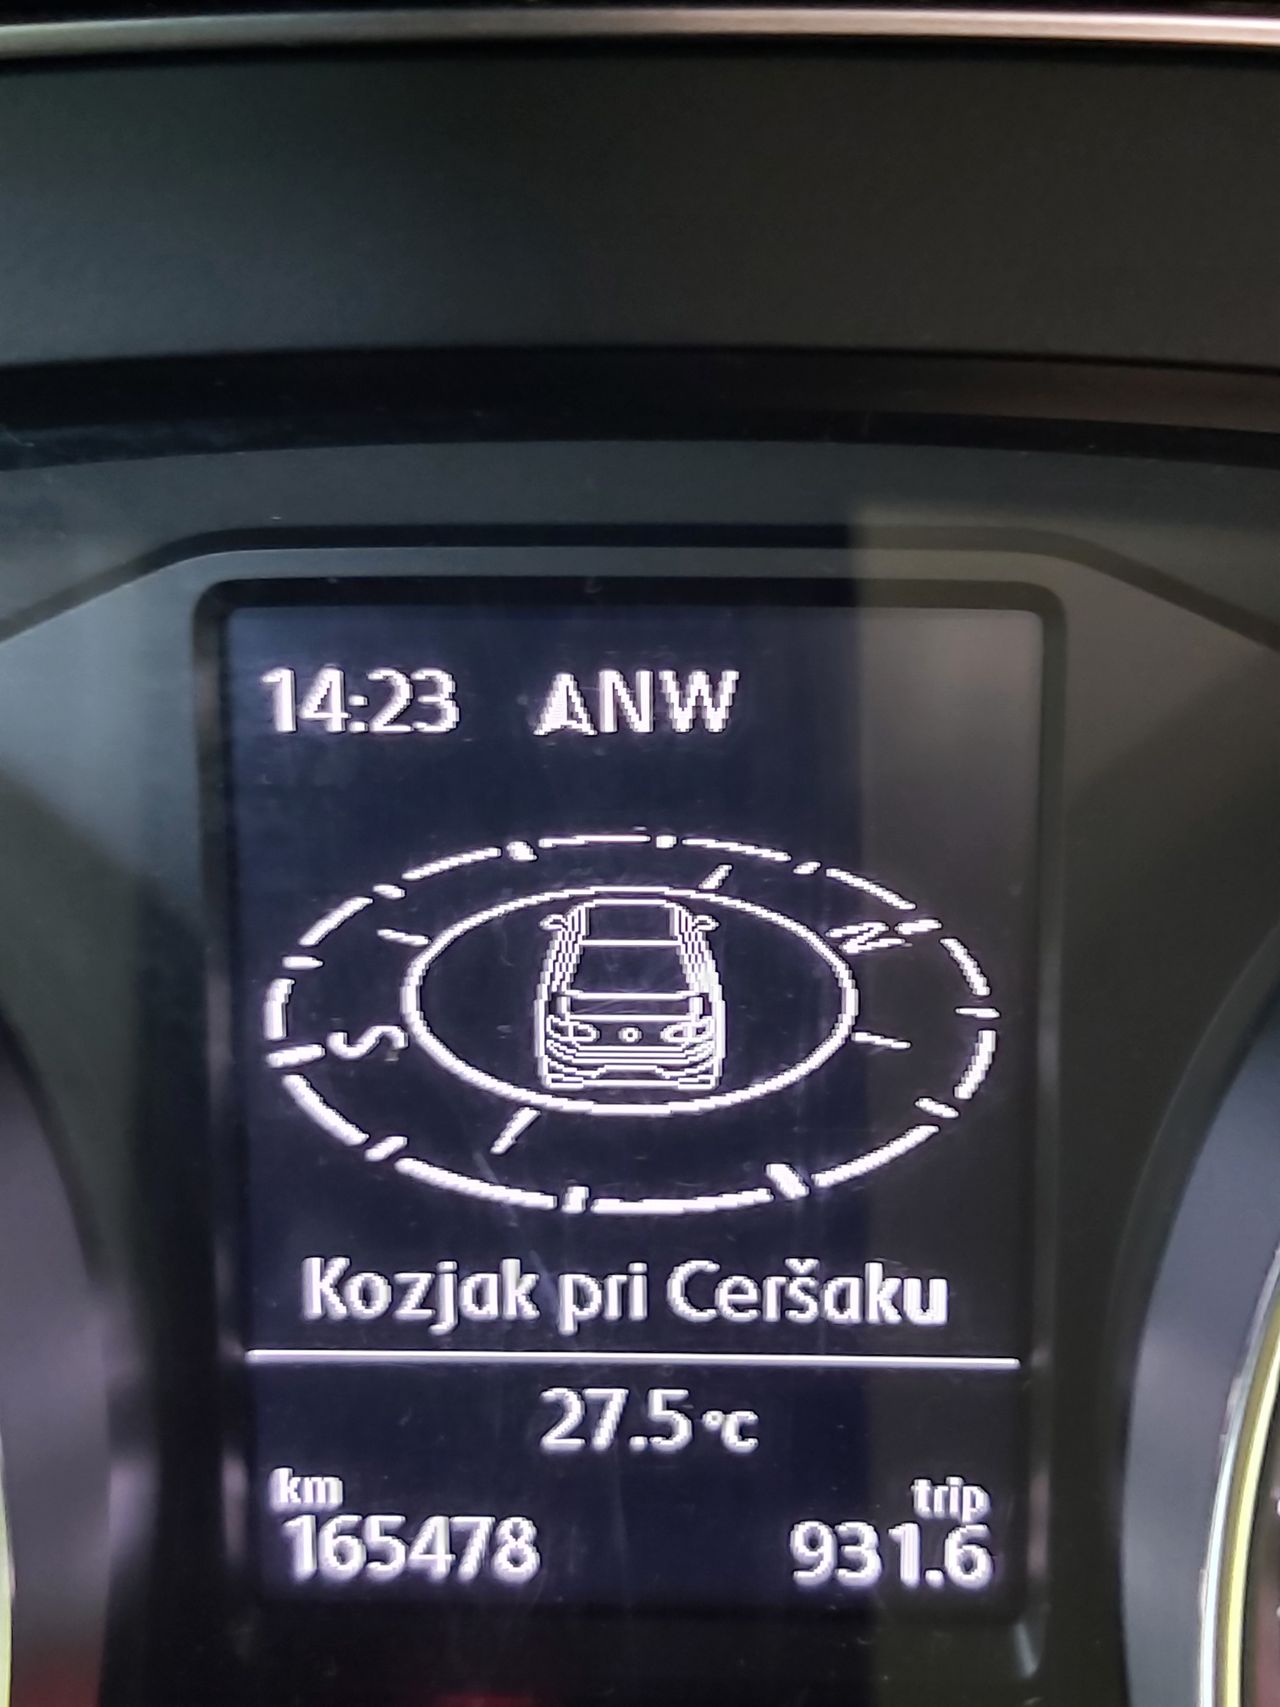 14:23 ANW
N
S
Kozjak pri Ceršaku
27.5 °C
km trip
165478 931.6